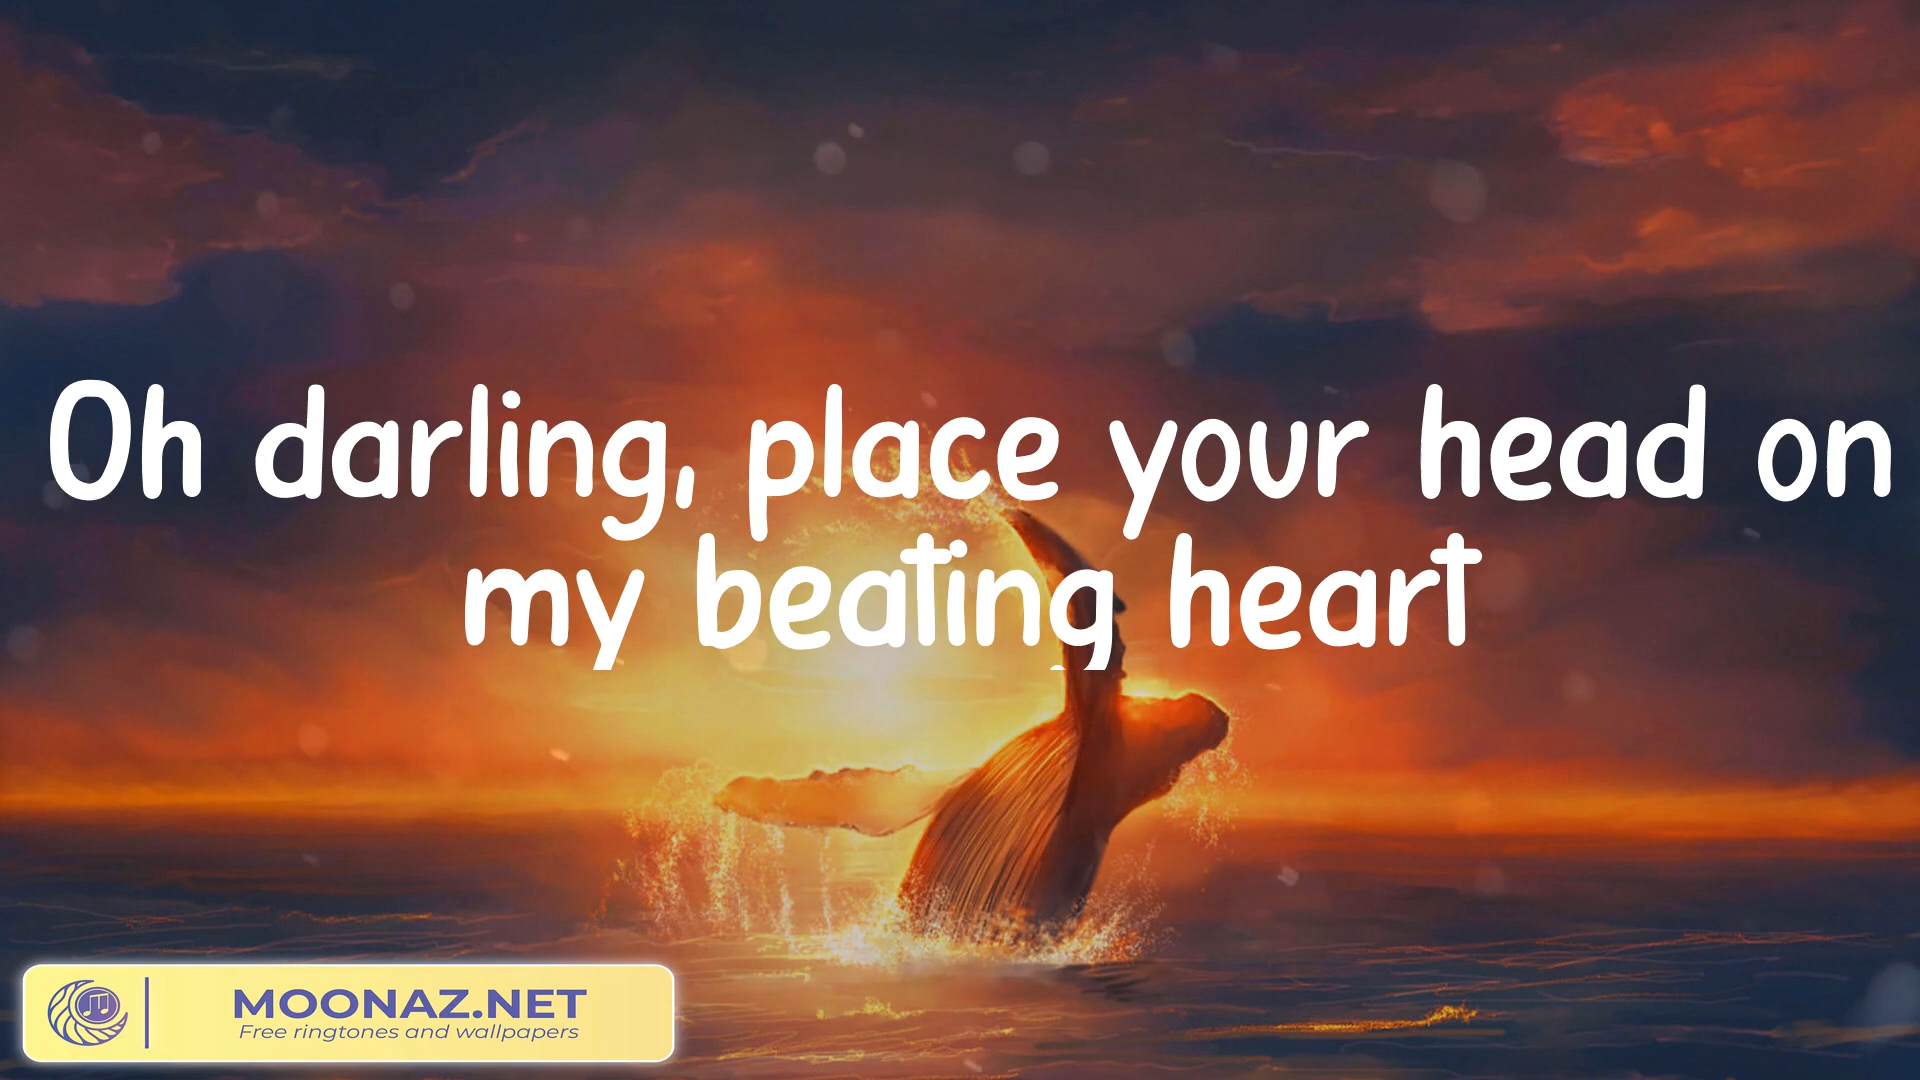 Oh darling, place your head on
my beating heart
MOONAZ.NET
Free ringtones and wallpapers